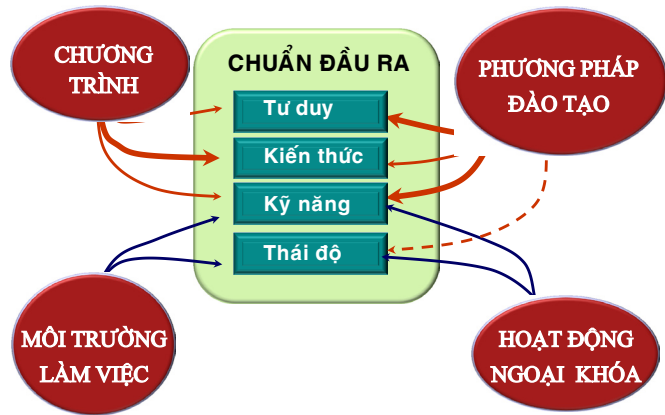 CHƯƠNG
TRÌNH
CHUẨN ĐẦU RA
Tư duy
Kiến thức
Kỹ năng
Thái độ
PHƯƠNG PHÁP
ĐÀO TẠO
MÔI TRƯỜNG
LÀM VIỆC
HOẠT ĐỘNG
NGOẠI KHÓA